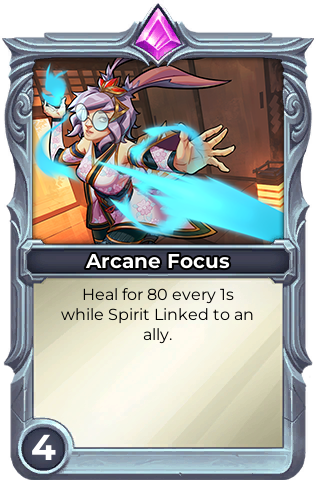 Arcane Focus
Heal for 80 every 1s
while Spirit Linked to an
ally.
4